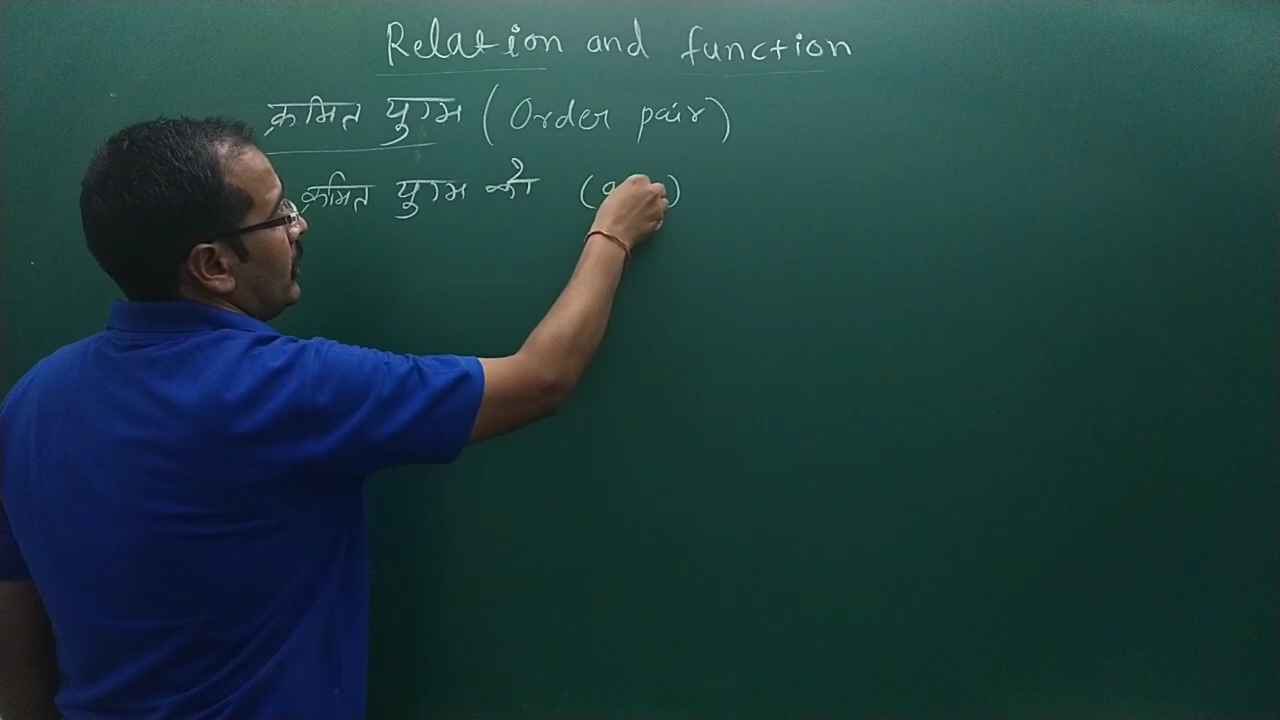 Relation and function
क्रमित युग्म (Order pair)
क्रमित युग्म को (a )